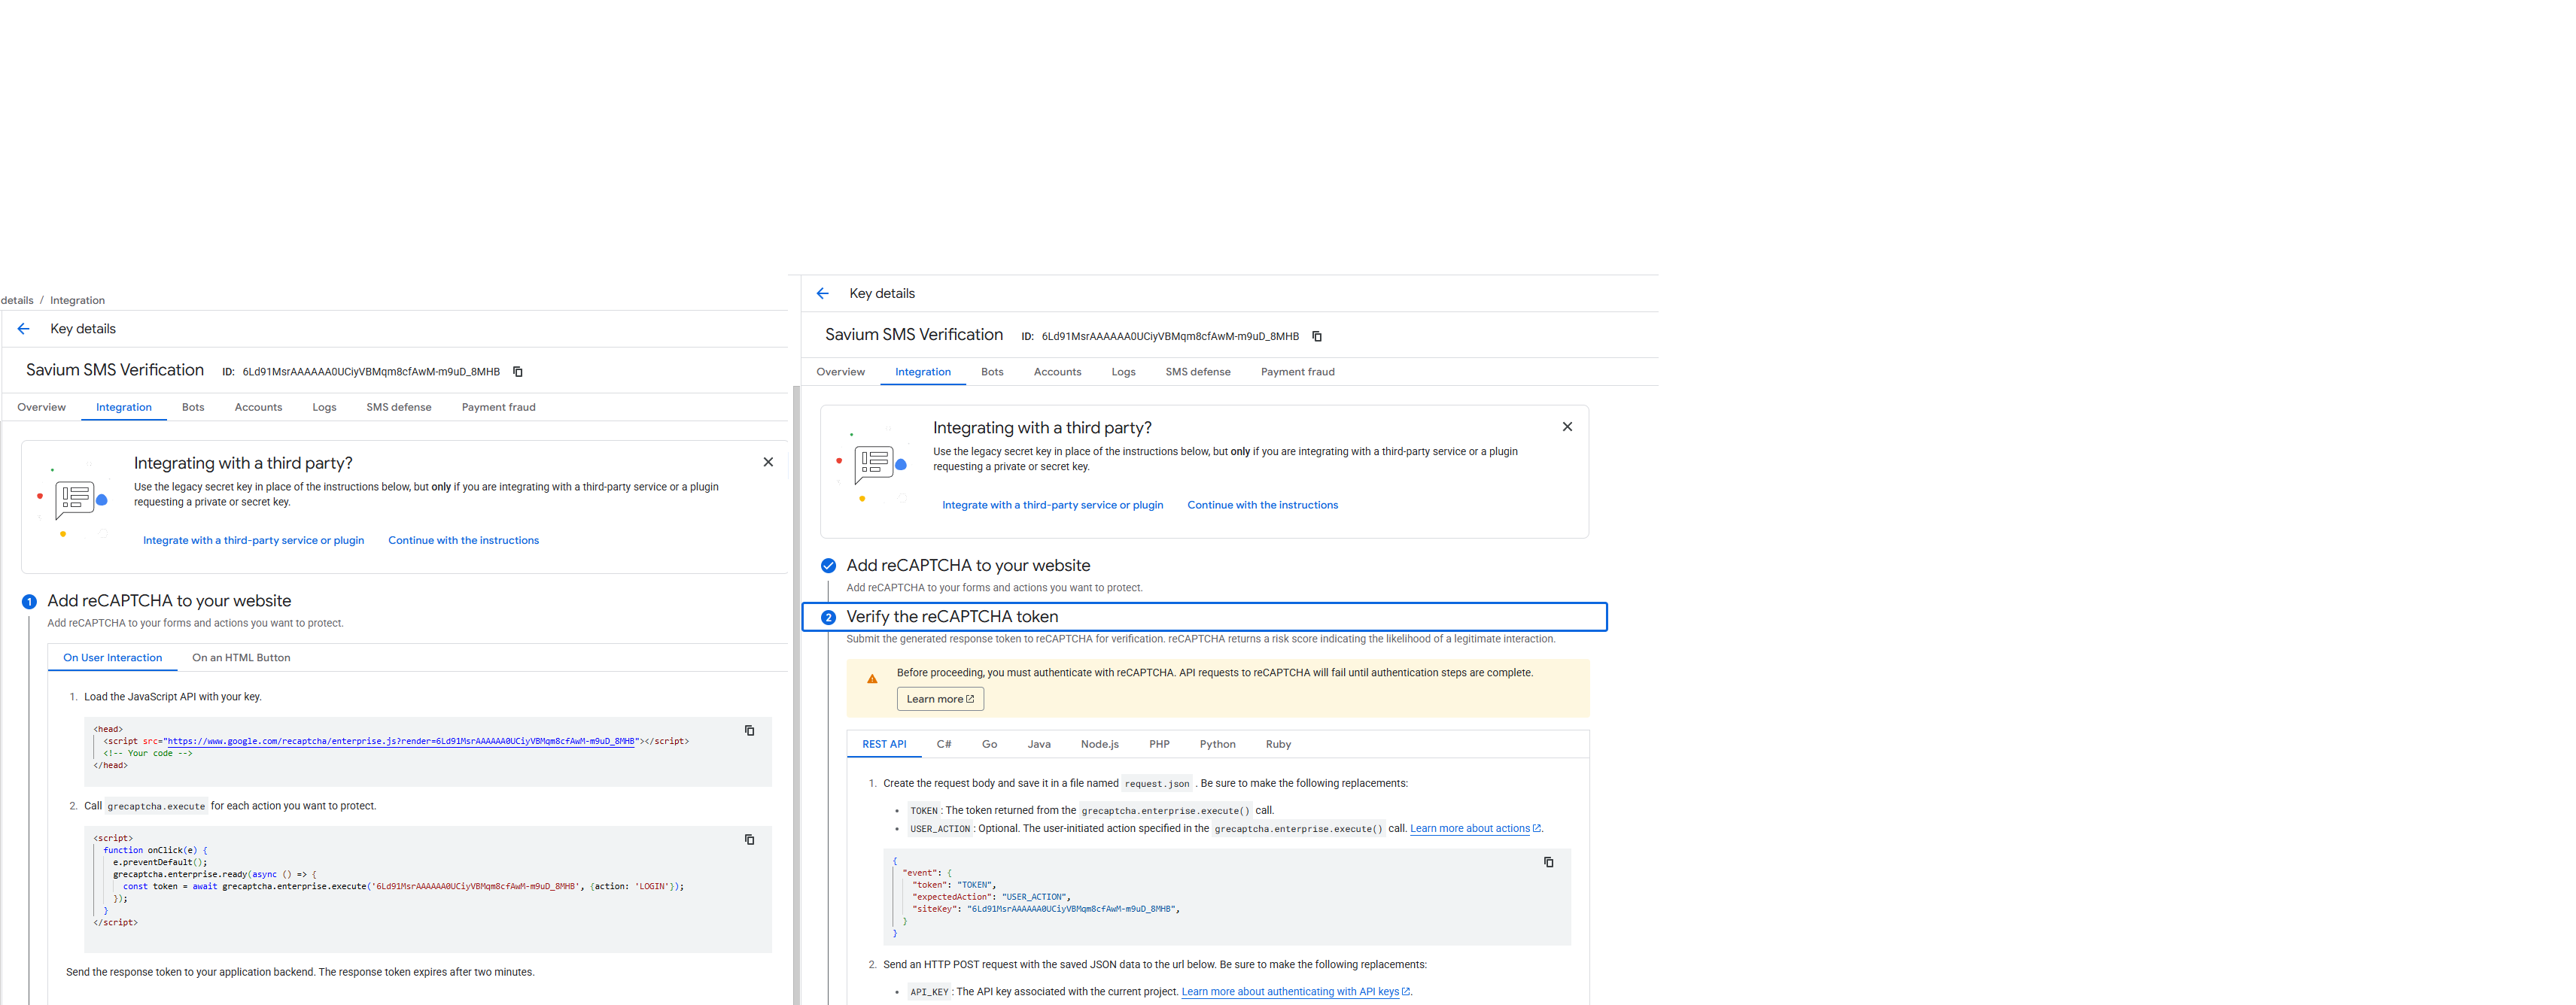 details / Integration
Key details
Savium SMS Verification ID: 6Ld91MsrAAAAAA0UCiyVBMqm8cfAwM-m9uD_8MHB
Overview Integration Bots Accounts Logs SMS defense Payment fraud
Integrating with a third party?
Use the legacy secret key in place of the instructions below, but only if you are integrating with a third-party service or a plugin
requesting a private or secret key.
Integrate with a third-party service or plugin Continue with the instructions
1 Add reCAPTCHA to your website
Add reCAPTCHA to your forms and actions you want to protect.
On User Interaction On an HTML Button
1. Load the JavaScript API with your key.
<head>
<script src="https://www.google.com/recaptcha/enterprise.js?render=6Ld91MsrAAAAAA0UCiyVBMqm8cfAwM-m9uD_8MHB"></script>
<!-- Your code -->
</head>
2. Call grecaptcha.execute for each action you want to protect.
<script>
function onClick(e) {
e.preventDefault();
grecaptcha.enterprise.ready(async () => {
const token = await grecaptcha.enterprise.execute('6Ld91MsrAAAAAA0UCiyVBMqm8cfAwM-m9uD_8MHB', {action: 'LOGIN'});
});
}
</script>
Send the response token to your application backend. The response token expires after two minutes.
Key details
Savium SMS Verification ID: 6Ld91MsrAAAAAA0UCiyVBMqm8cfAwM-m9uD_8MHB
Overview Integration Bots Accounts Logs SMS defense Payment fraud
Integrating with a third party?
Use the legacy secret key in place of the instructions below, but only if you are integrating with a third-party service or a plugin
requesting a private or secret key.
Integrate with a third-party service or plugin Continue with the instructions
Add reCAPTCHA to your website
Add reCAPTCHA to your forms and actions you want to protect.
2 Verify the reCAPTCHA token
Submit the generated response token to reCAPTCHA for verification. reCAPTCHA returns a risk score indicating the likelihood of a legitimate interaction.
Before proceeding, you must authenticate with reCAPTCHA. API requests to reCAPTCHA will fail until authentication steps are complete.
Learn more
REST API C# Go Java Node.js PHP Python Ruby
1. Create the request body and save it in a file named request.json . Be sure to make the following replacements:
• TOKEN : The token returned from the grecaptcha.enterprise.execute() call.
• USER_ACTION : Optional. The user-initiated action specified in the grecaptcha.enterprise.execute() call. Learn more about actions .
{
"event": {
"token": "TOKEN",
"expectedAction": "USER_ACTION",
"siteKey": "6Ld91MsrAAAAAA0UCiyVBMqm8cfAwM-m9uD_8MHB",
}
}
2. Send an HTTP POST request with the saved JSON data to the url below. Be sure to make the following replacements:
• API_KEY : The API key associated with the current project. Learn more about authenticating with API keys .